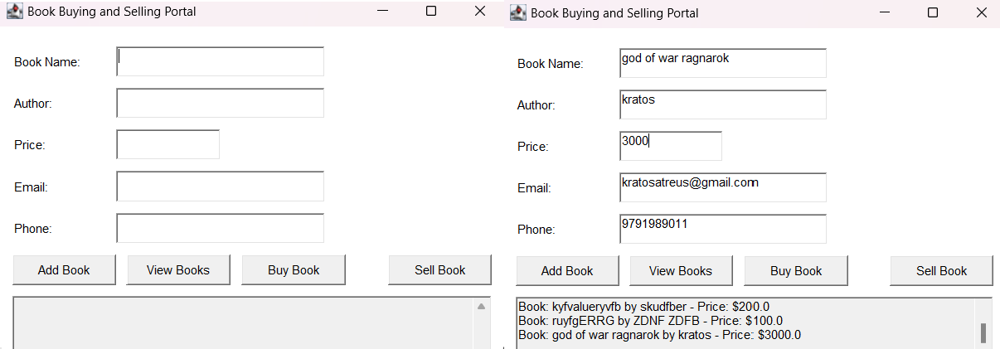 Book Buying and Selling Portal
Book Name:
Author:
Price:
Email:
Phone:
Add Book View Books Buy Book Sell Book
Book Buying and Selling Portal
Book Name: god of war ragnarok
Author: kratos
Price: 3000
Email: kratosatreus@gmail.com
Phone: 9791989011
Add Book View Books Buy Book Sell Book
Book: kyfvalueryvfb by skudfber - Price: $200.0
Book: ruyfgERRG by ZDNF ZDFB - Price: $100.0
Book: god of war ragnarok by kratos - Price: $3000.0